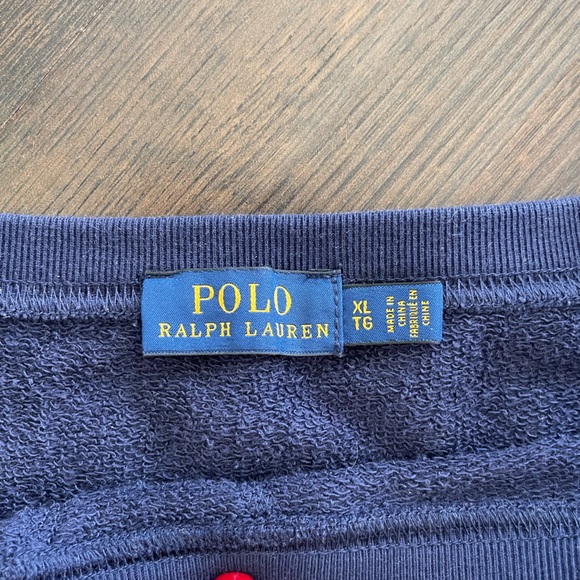 POLO
RALPH LAUREN
XL
TG
MADE IN
CHINA
FABRIQUÉ EN
CHINE